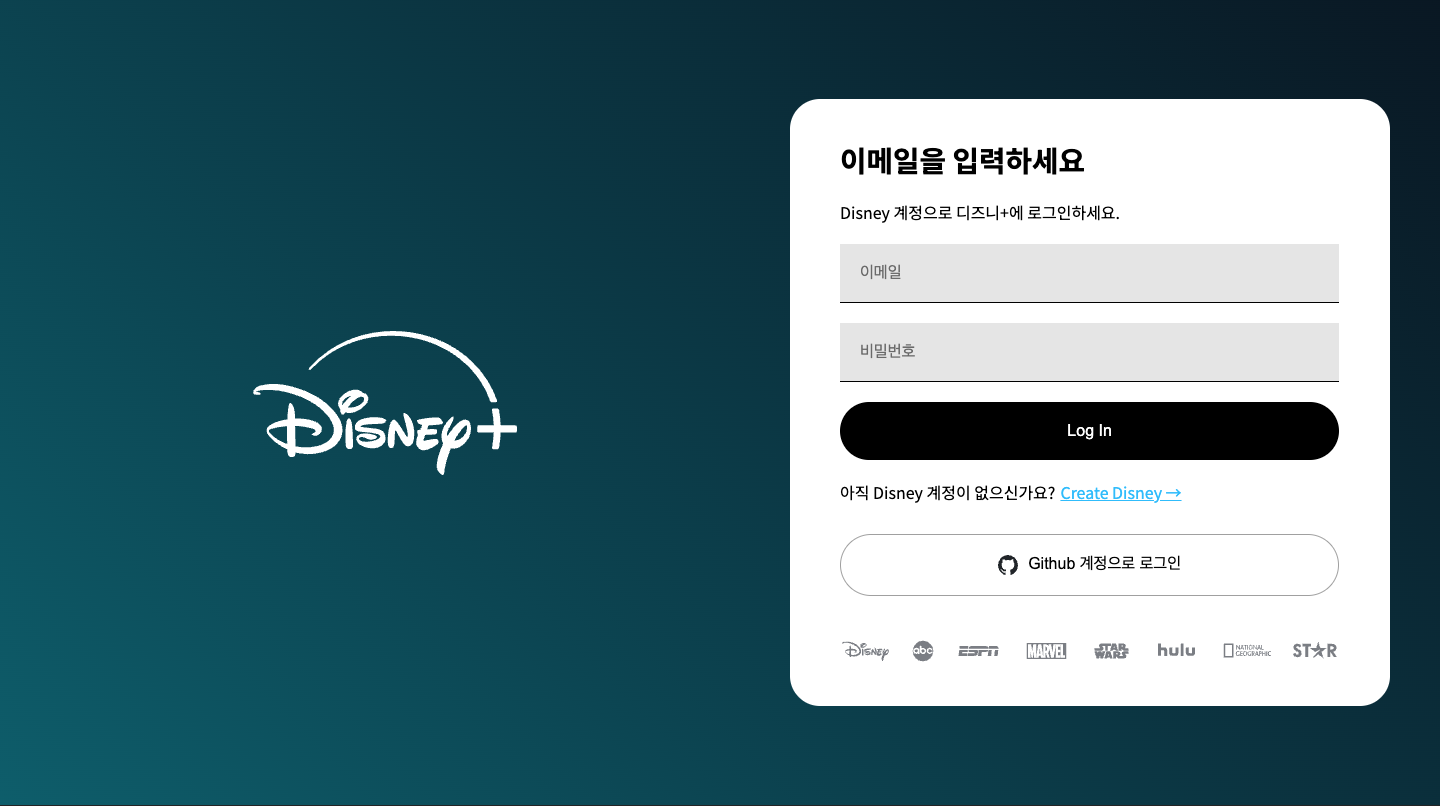 Disney+
이메일을 입력하세요
Disney 계정으로 디즈니+에 로그인하세요.
이메일
비밀번호
Log In
아직 Disney 계정이 없으신가요? Create Disney →
Github 계정으로 로그인
Disney abc ESPN MARVEL STAR WARS hulu NATIONAL GEOGRAPHIC ST★R